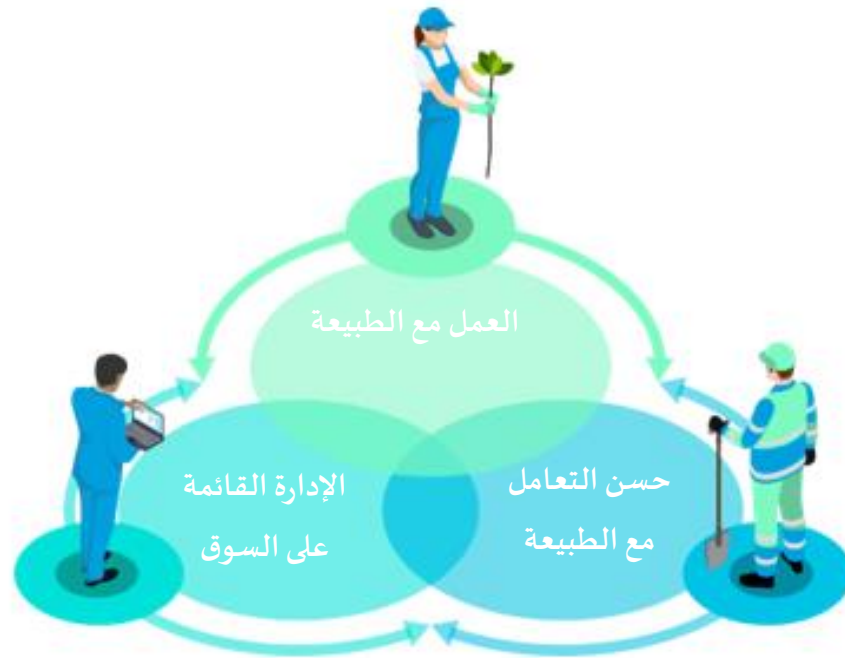 العمل مع الطبيعة
حسن التعامل
مع الطبيعة
الإدارة القائمة
على السوق